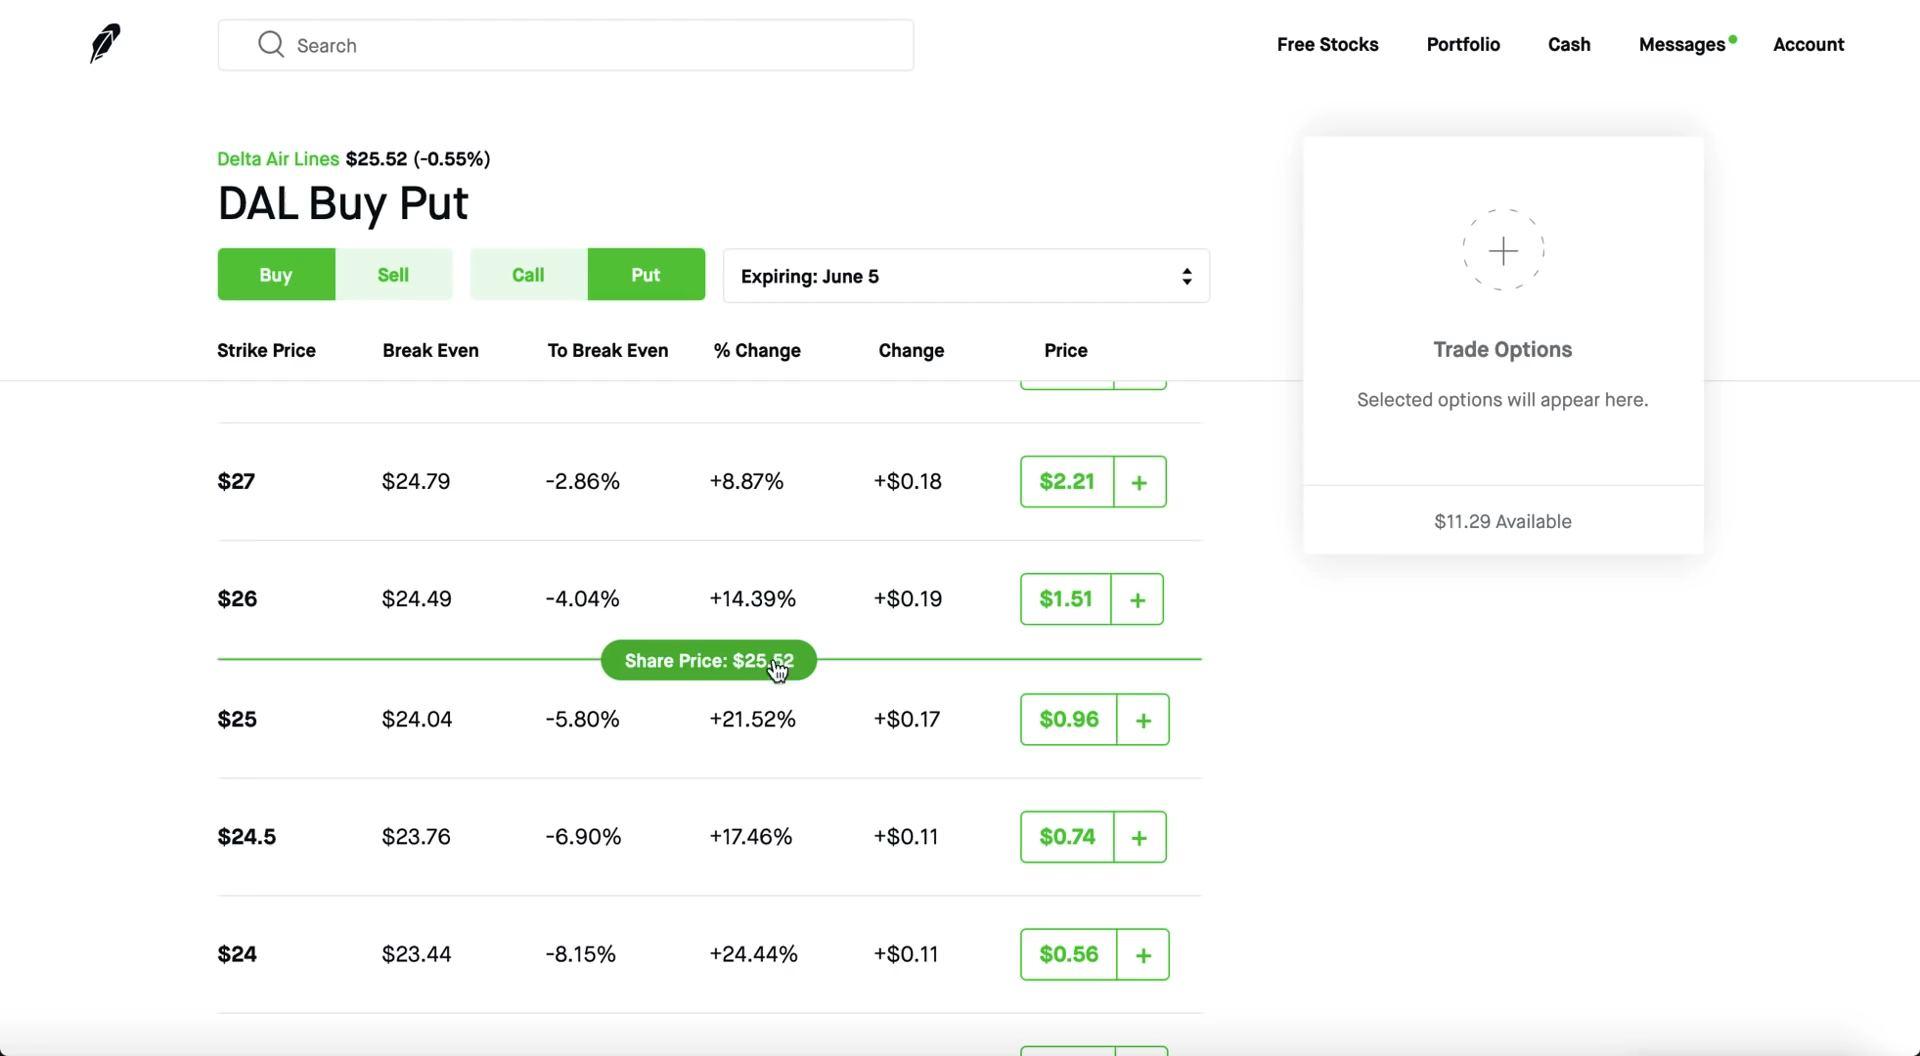 Search
Free Stocks Portfolio Cash Messages Account
Delta Air Lines $25.52 (-0.55%)
DAL Buy Put
Buy Sell Call Put Expiring: June 5
Strike Price Break Even To Break Even % Change Change Price
$27 $24.79 -2.86% +8.87% +$0.18 $2.21 +
$26 $24.49 -4.04% +14.39% +$0.19 $1.51 +
Share Price: $25.52
$25 $24.04 -5.80% +21.52% +$0.17 $0.96 +
$24.5 $23.76 -6.90% +17.46% +$0.11 $0.74 +
$24 $23.44 -8.15% +24.44% +$0.11 $0.56 +
Trade Options
Selected options will appear here.
$11.29 Available